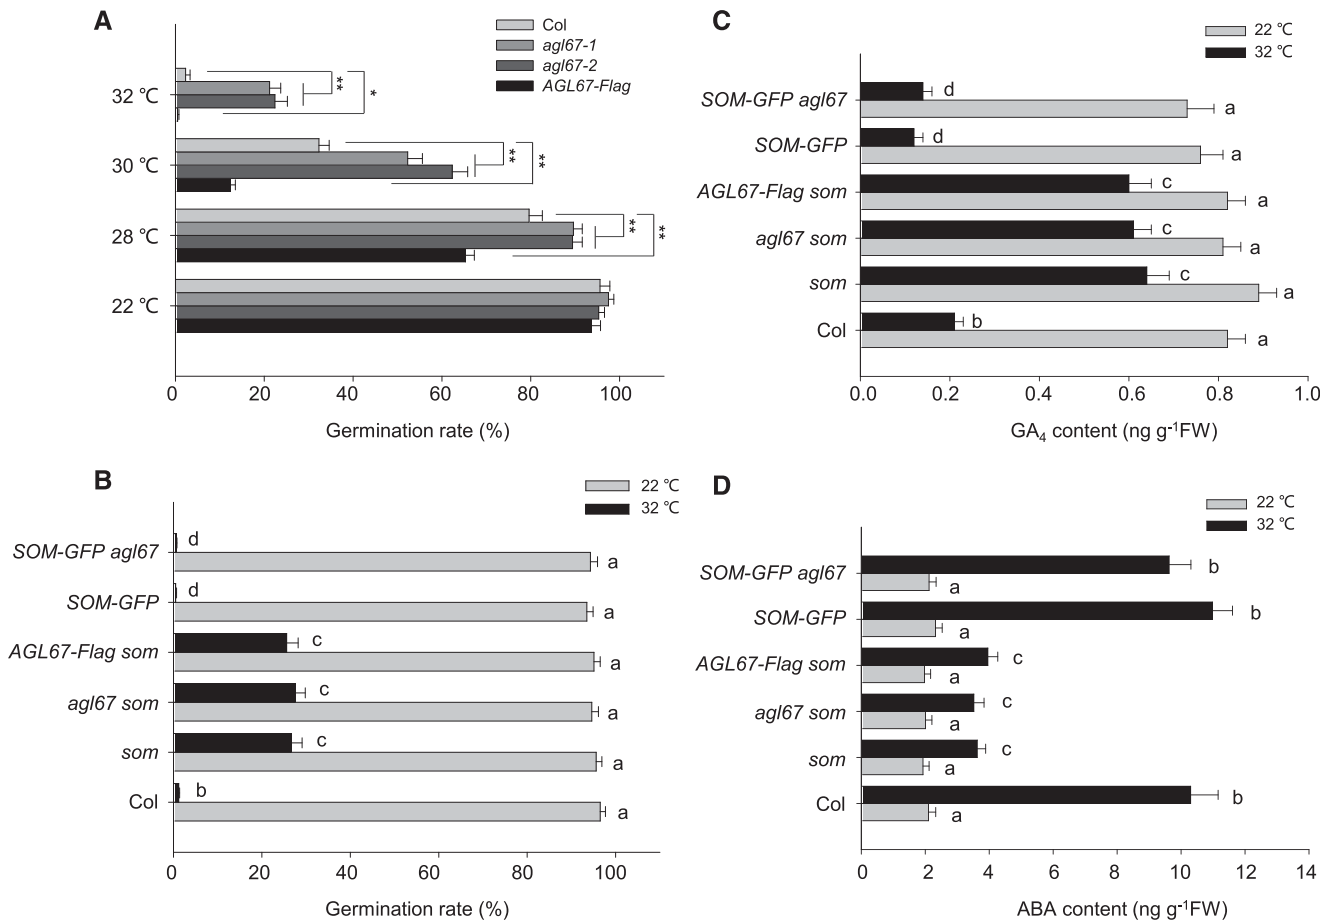 A
Col
agl67-1
agl67-2
AGL67-Flag
32 ℃
** *
30 ℃
** **
28 ℃
** **
22 ℃
0 20 40 60 80 100
Germination rate (%)
B
22 ℃
32 ℃
SOM-GFP agl67 d a
SOM-GFP d a
AGL67-Flag som c a
agl67 som c a
som c a
Col b a
0 20 40 60 80 100
Germination rate (%)
C
22 ℃
32 ℃
SOM-GFP agl67 d a
SOM-GFP d a
AGL67-Flag som c a
agl67 som c a
som c a
Col b a
0.0 0.2 0.4 0.6 0.8 1.0
GA₄ content (ng g⁻¹FW)
D
22 ℃
32 ℃
SOM-GFP agl67 b a
SOM-GFP b a
AGL67-Flag som c a
agl67 som c a
som c a
Col b a
0 2 4 6 8 10 12 14
ABA content (ng g⁻¹FW)